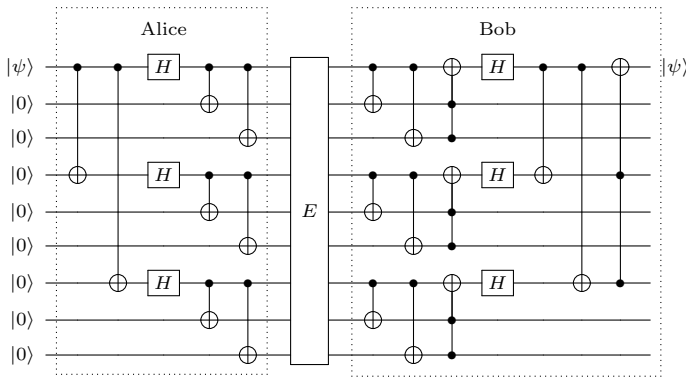 Alice Bob
|ψ⟩ H H |ψ⟩
|0⟩
|0⟩
|0⟩ H H
|0⟩ E
|0⟩
|0⟩ H H
|0⟩
|0⟩